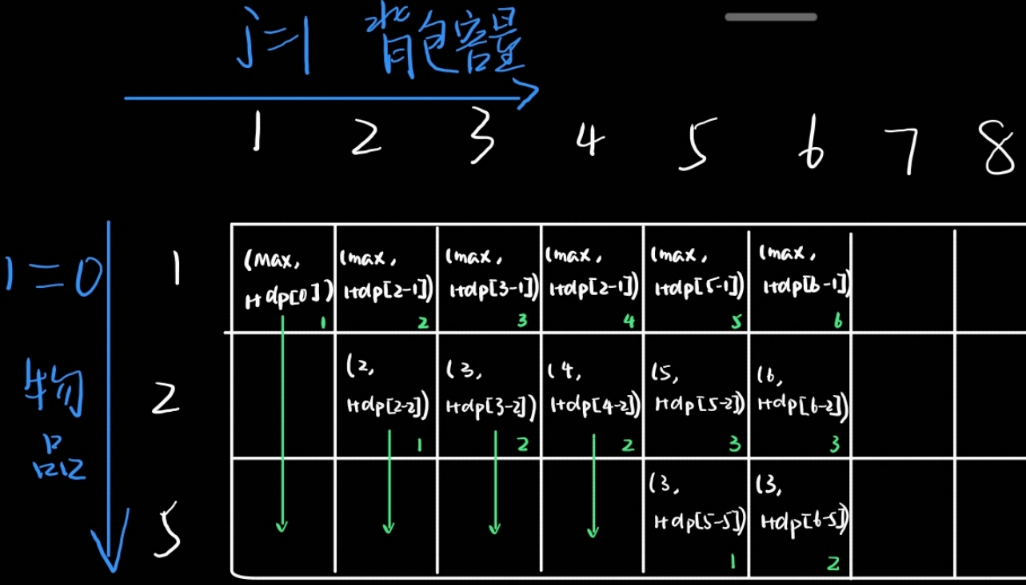 j=1 背包容量
1 2 3 4 5 6 7 8
i=0
物品
1
(max, (max, (max, (max, (max, (max,
1+dp[0]) 1+dp[2-1]) 1+dp[3-1]) 1+dp[2-1]) 1+dp[5-1]) 1+dp[6-1])
1 2 3 4 5 6
2
(2, (3, (4, (5, (6,
1+dp[2-2]) 1+dp[3-2]) 1+dp[4-2]) 1+dp[5-2]) 1+dp[6-2])
1 2 2 3 3
5
(3, (3,
1+dp[5-5]) 1+dp[6-5])
1 2